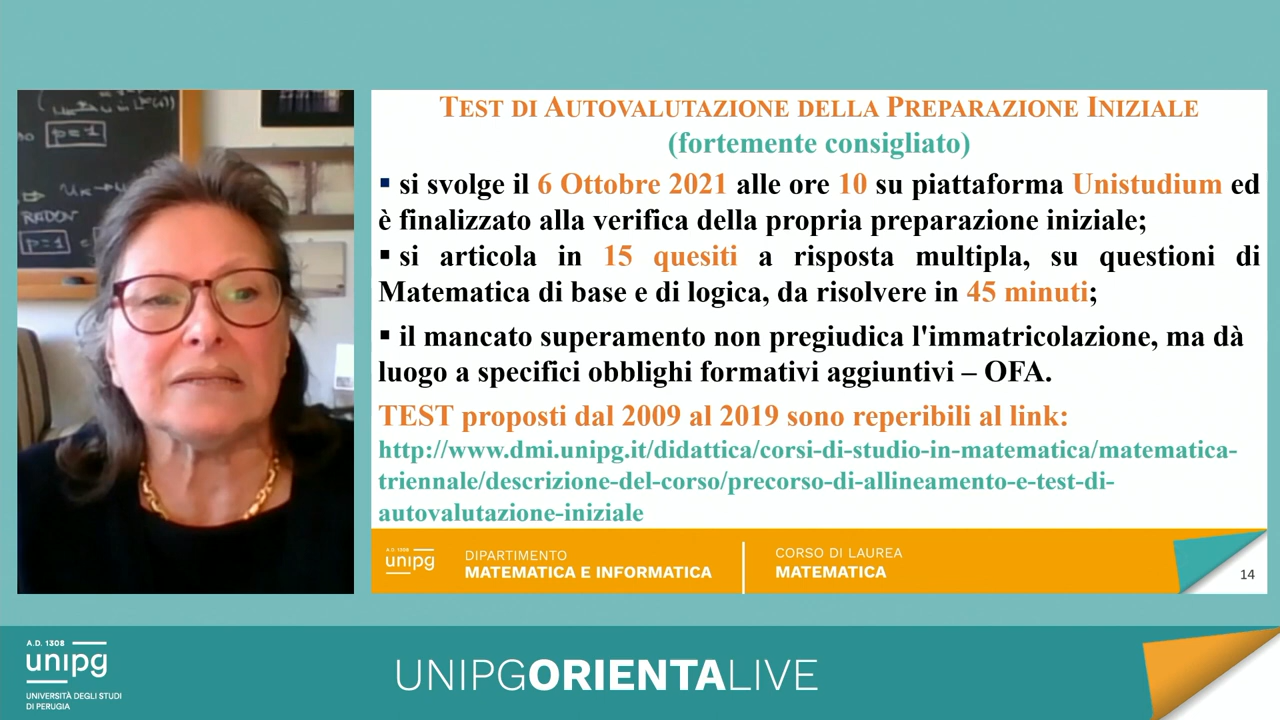 p=1
RADON
p=1
TEST DI AUTOVALUTAZIONE DELLA PREPARAZIONE INIZIALE
(fortemente consigliato)
▪ si svolge il 6 Ottobre 2021 alle ore 10 su piattaforma Unistudium ed
è finalizzato alla verifica della propria preparazione iniziale;
▪ si articola in 15 quesiti a risposta multipla, su questioni di
Matematica di base e di logica, da risolvere in 45 minuti;
▪ il mancato superamento non pregiudica l'immatricolazione, ma dà
luogo a specifici obblighi formativi aggiuntivi – OFA.
TEST proposti dal 2009 al 2019 sono reperibili al link:
http://www.dmi.unipg.it/didattica/corsi-di-studio-in-matematica/matematica-
triennale/descrizione-del-corso/precorso-di-allineamento-e-test-di-
autovalutazione-iniziale
A.D. 1308
unipg
DIPARTIMENTO
MATEMATICA E INFORMATICA
CORSO DI LAUREA
MATEMATICA
14
A.D. 1308
unipg
UNIVERSITÀ DEGLI STUDI
DI PERUGIA
UNIPGORIENTALIVE